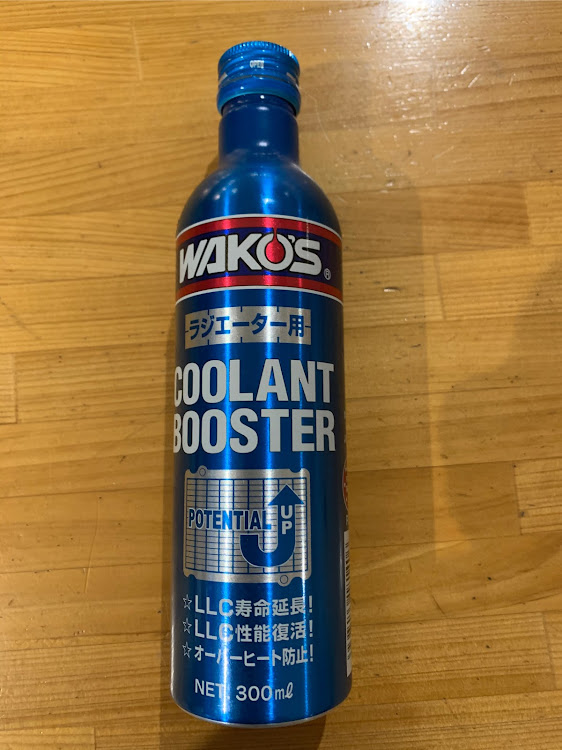 OPEN
WAKO'S®
ラジエーター用
COOLANT
BOOSTER
POTENTIAL
UP
☆LLC寿命延長!
☆LLC性能復活!
☆オーバーヒート防止!
NET. 300mℓ